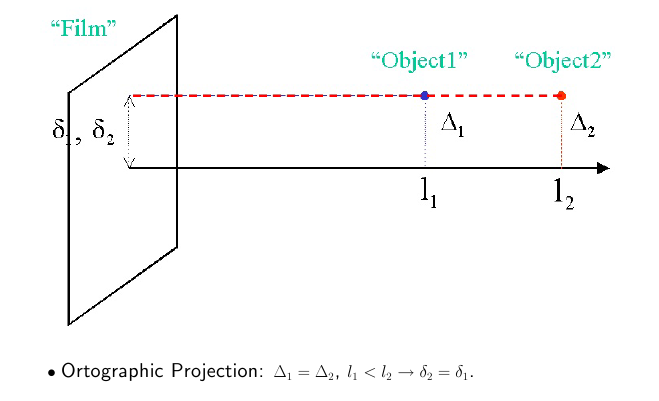 “Film”
“Object1” “Object2”
δ₁, δ₂ Δ₁ Δ₂
l₁ l₂
• Ortographic Projection: Δ₁ = Δ₂, l₁ < l₂ → δ₂ = δ₁.